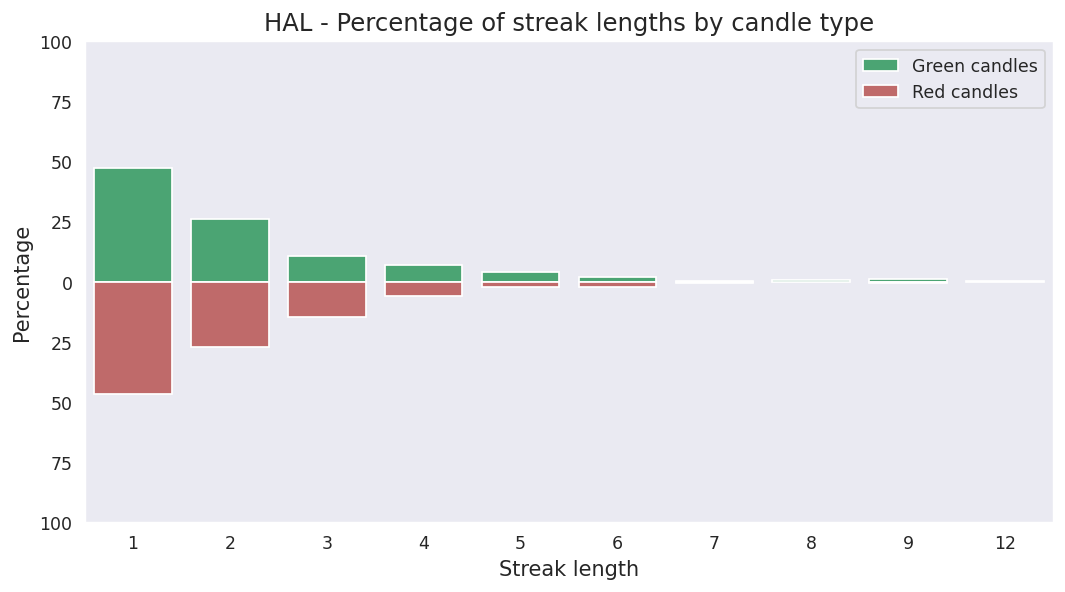 HAL - Percentage of streak lengths by candle type
Green candles
Red candles
Percentage
100
75
50
25
0
25
50
75
100
1 2 3 4 5 6 7 8 9 12
Streak length